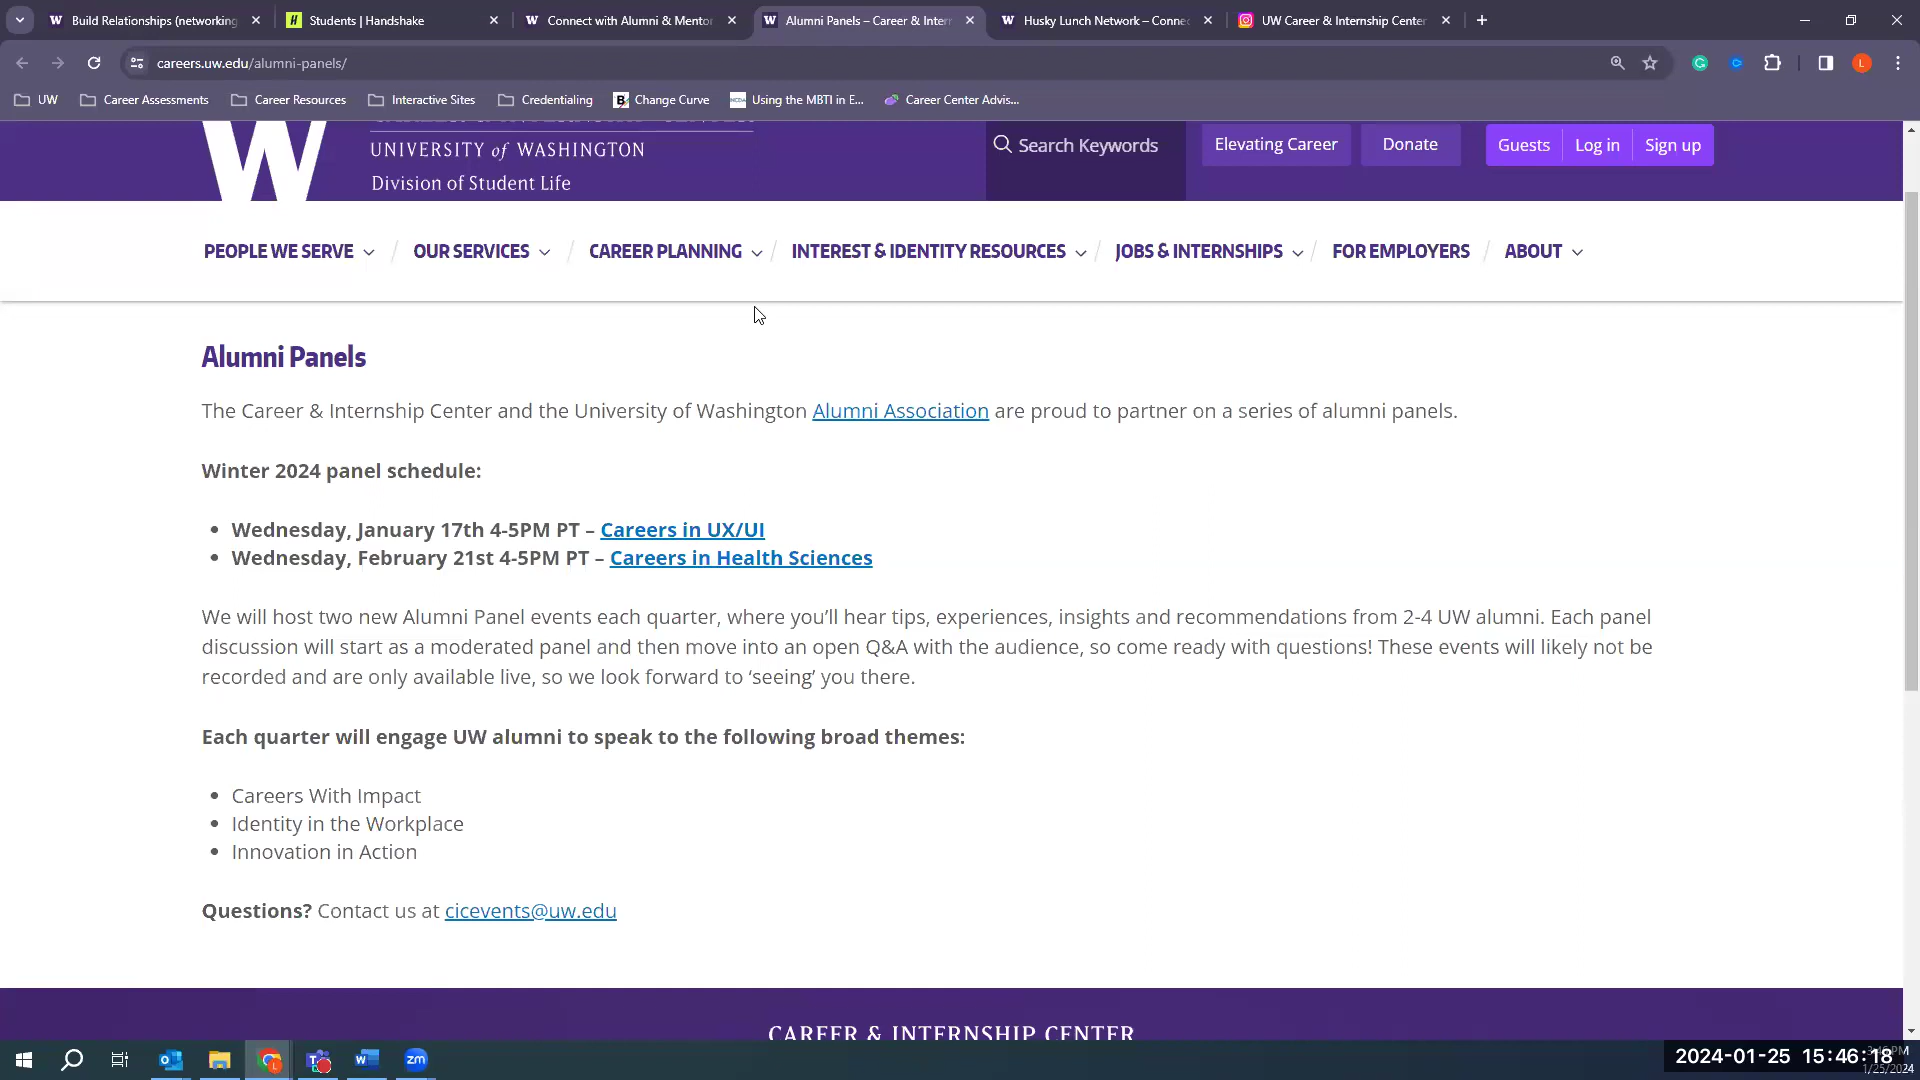 Build Relationships (networking
Students | Handshake
Connect with Alumni & Mentor
Alumni Panels – Career & Inter
Husky Lunch Network – Connec
UW Career & Internship Center
careers.uw.edu/alumni-panels/
UW
Career Assessments
Career Resources
Interactive Sites
Credentialing
Change Curve
Using the MBTI in E...
Career Center Advis...
W
UNIVERSITY of WASHINGTON
Division of Student Life
Search Keywords
Elevating Career
Donate
Guests
Log in
Sign up
PEOPLE WE SERVE
OUR SERVICES
CAREER PLANNING
INTEREST & IDENTITY RESOURCES
JOBS & INTERNSHIPS
FOR EMPLOYERS
ABOUT
Alumni Panels
The Career & Internship Center and the University of Washington Alumni Association are proud to partner on a series of alumni panels.
Winter 2024 panel schedule:
Wednesday, January 17th 4-5PM PT – Careers in UX/UI
Wednesday, February 21st 4-5PM PT – Careers in Health Sciences
We will host two new Alumni Panel events each quarter, where you’ll hear tips, experiences, insights and recommendations from 2-4 UW alumni. Each panel
discussion will start as a moderated panel and then move into an open Q&A with the audience, so come ready with questions! These events will likely not be
recorded and are only available live, so we look forward to ‘seeing’ you there.
Each quarter will engage UW alumni to speak to the following broad themes:
Careers With Impact
Identity in the Workplace
Innovation in Action
Questions? Contact us at cicevents@uw.edu
CAREER & INTERNSHIP CENTER
2024-01-25 15:46:18
1/25/2024